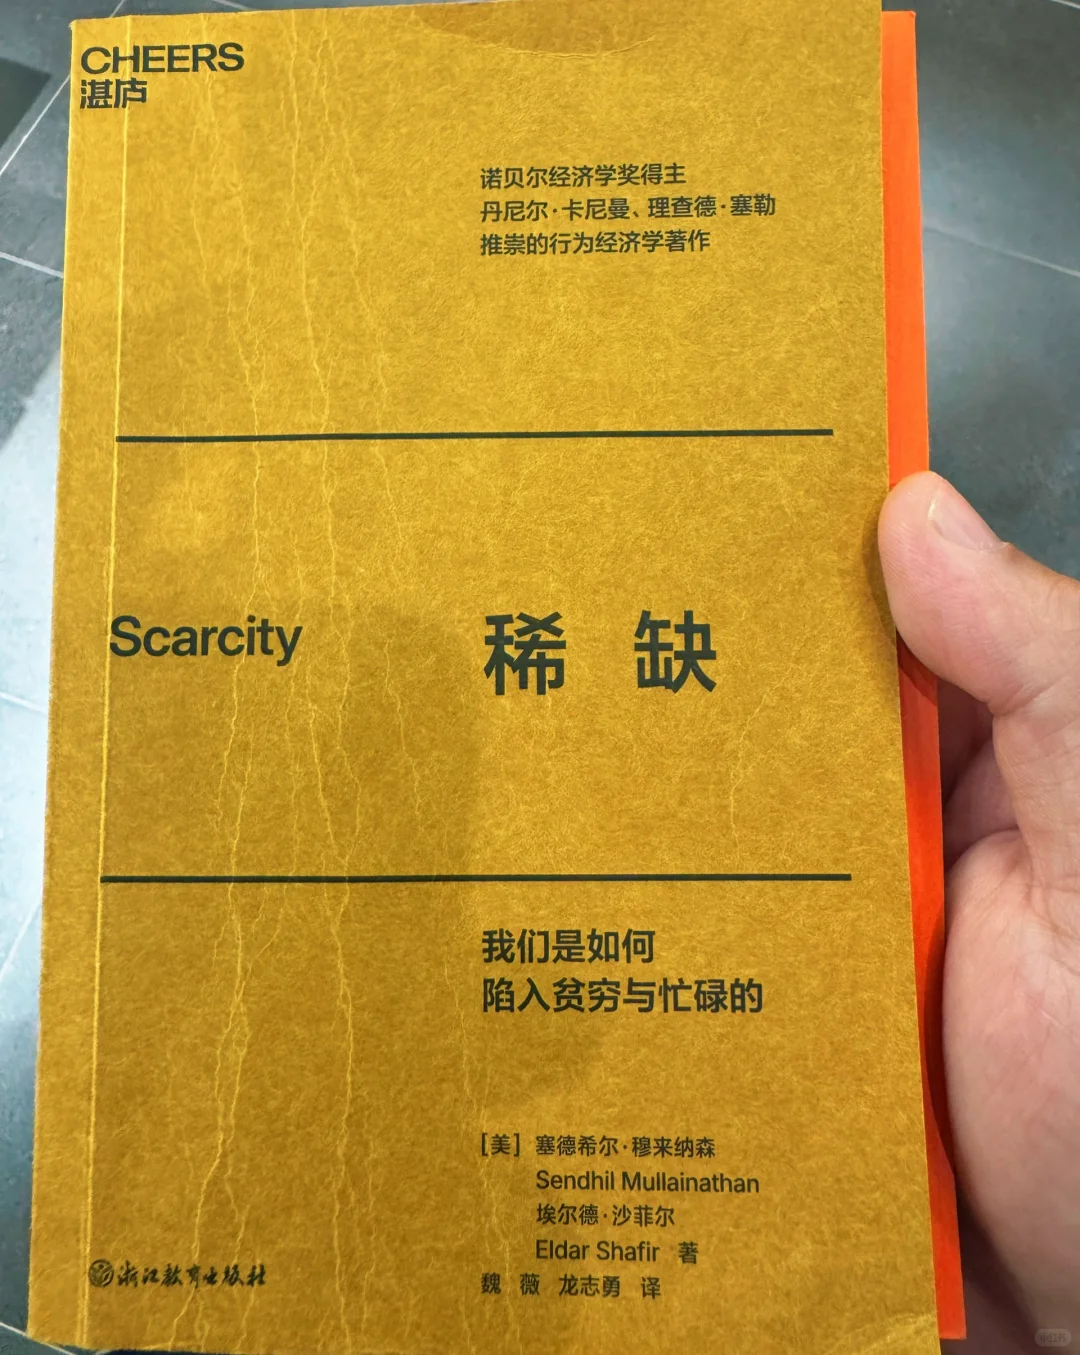 CHEERS
湛庐
诺贝尔经济学奖得主
丹尼尔·卡尼曼、理查德·塞勒
推崇的行为经济学著作
Scarcity 稀缺
我们是如何
陷入贫穷与忙碌的
[美] 塞德希尔·穆来纳森
Sendhil Mullainathan
埃尔德·沙菲尔
Eldar Shafir 著
魏薇 龙志勇 译
浙江教育出版社
小红书